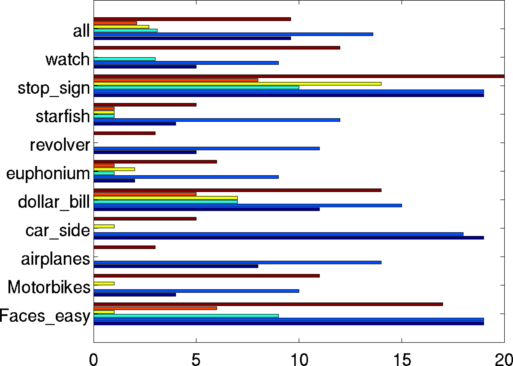 all
watch
stop_sign
starfish
revolver
euphonium
dollar_bill
car_side
airplanes
Motorbikes
Faces_easy
0 5 10 15 20